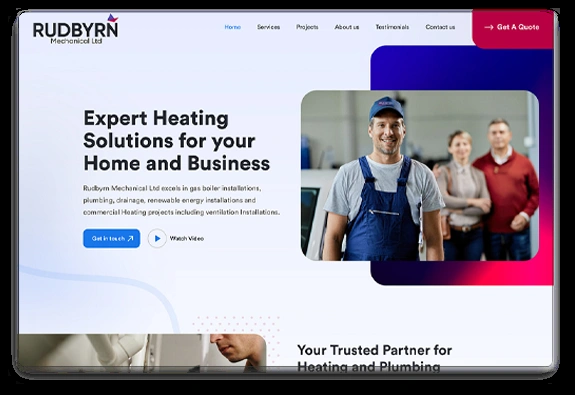 RUDBYRN
Mechanical Ltd
Home Services Projects About us Testimonials Contact us Get A Quote
Expert Heating
Solutions for your
Home and Business
Rudbyrn Mechanical Ltd excels in gas boiler installations,
plumbing, drainage, renewable energy installations and
commercial Heating projects including ventilation Installations.
Get in touch Watch Video
Your Trusted Partner for
Heating and Plumbing